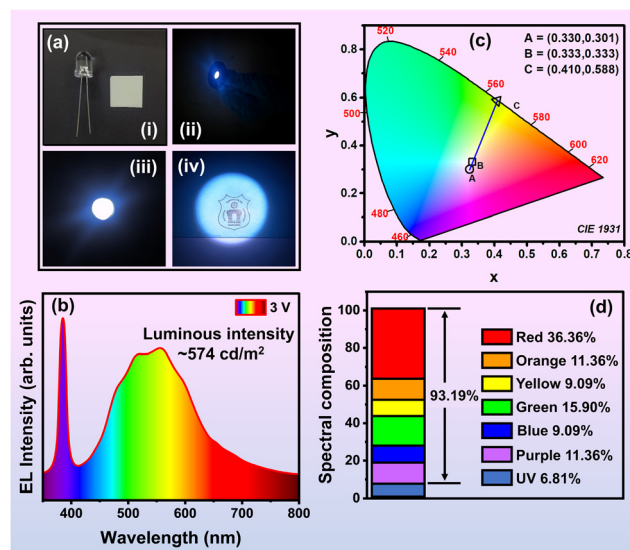 (a)
(i)
(ii)
(iii)
(iv)
(c)
A = (0.330,0.301)
B = (0.333,0.333)
C = (0.410,0.588)
520
540
560
580
600
620
500
480
460
C
B
A
y
0.8
0.6
0.4
0.2
0.0
0.0 0.1 0.2 0.3 0.4 0.5 0.6 0.7 0.8
x
CIE 1931
(b)
3 V
Luminous intensity
~574 cd/m²
EL Intensity (arb. units)
400 500 600 700 800
Wavelength (nm)
(d)
Spectral composition
100
80
60
40
20
0
93.19%
Red 36.36%
Orange 11.36%
Yellow 9.09%
Green 15.90%
Blue 9.09%
Purple 11.36%
UV 6.81%